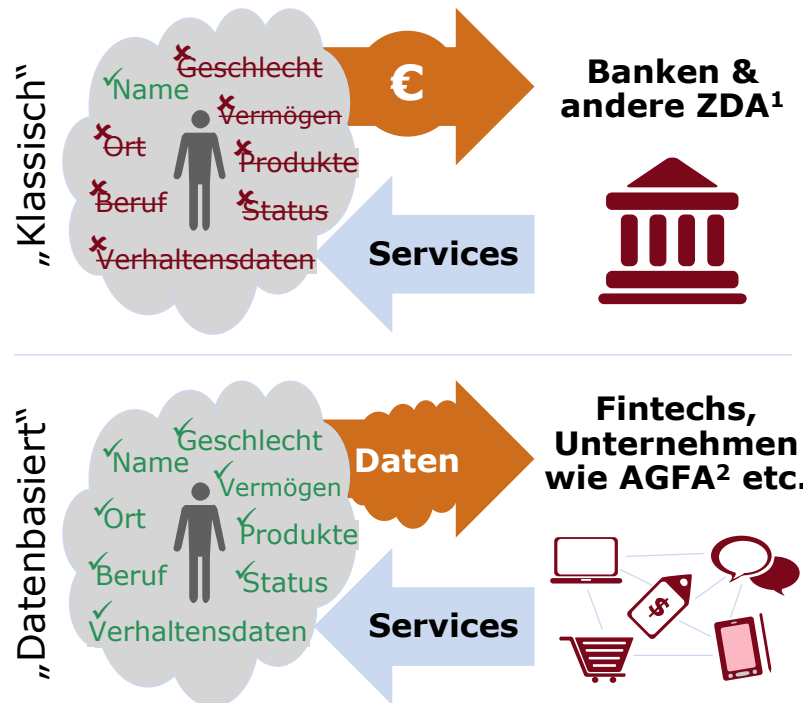 „Klassisch“
Geschlecht
Name
Vermögen
Ort
Produkte
Beruf
Status
Verhaltensdaten
€
Services
Banken &
andere ZDA¹
„Datenbasiert“
Geschlecht
Name
Vermögen
Ort
Produkte
Beruf
Status
Verhaltensdaten
Daten
Services
Fintechs,
Unternehmen
wie AGFA² etc.
$